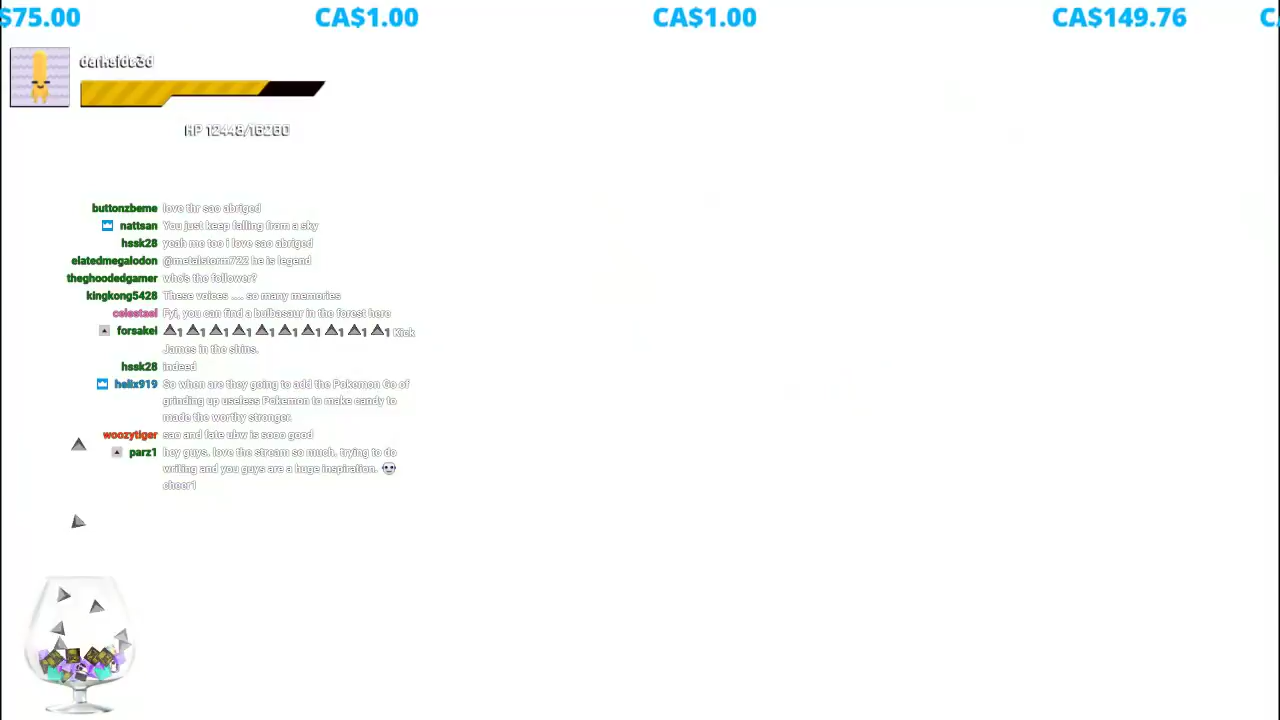 $75.00 CA$1.00 CA$1.00 CA$149.76 C
darkside3d
HP 12448/16260
buttonzbeme love thr sao abriged
nattsan You just keep falling from a sky
hssk28 yeah me too i love sao abriged
elatedmegalodon @metalstorm722 he is legend
theghoodedgamer who's the follower?
kingkong5428 These voices .... so many memories
celestael Fyi, you can find a bulbasaur in the forest here
forsakei 1 1 1 1 1 1 1 1 1 1 Kick
James in the shins.
hssk28 indeed
helix919 So when are they going to add the Pokemon Go of
grinding up useless Pokemon to make candy to
made the worthy stronger.
woozytiger sao and fate ubw is sooo good
parz1 hey guys. love the stream so much. trying to do
writing and you guys are a huge inspiration.
cheer1